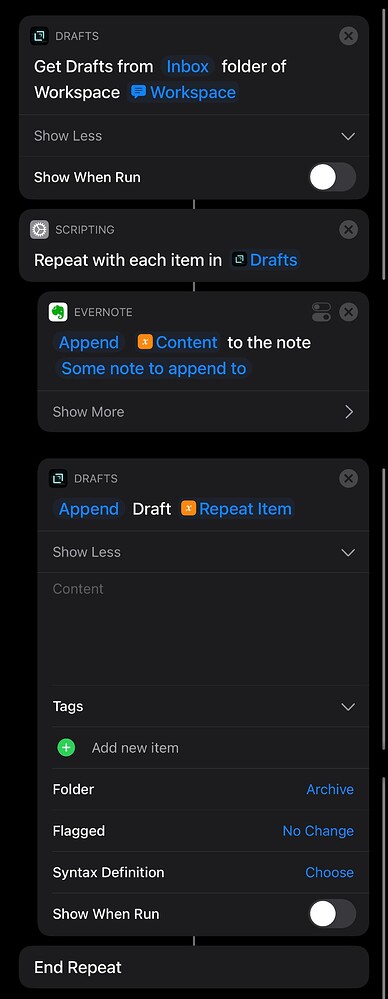 DRAFTS
Get Drafts from Inbox folder of
Workspace Workspace
Show Less
Show When Run
SCRIPTING
Repeat with each item in Drafts
EVERNOTE
Append x Content to the note
Some note to append to
Show More
DRAFTS
Append Draft x Repeat Item
Show Less
Content
Tags
Add new item
Folder Archive
Flagged No Change
Syntax Definition Choose
Show When Run
End Repeat